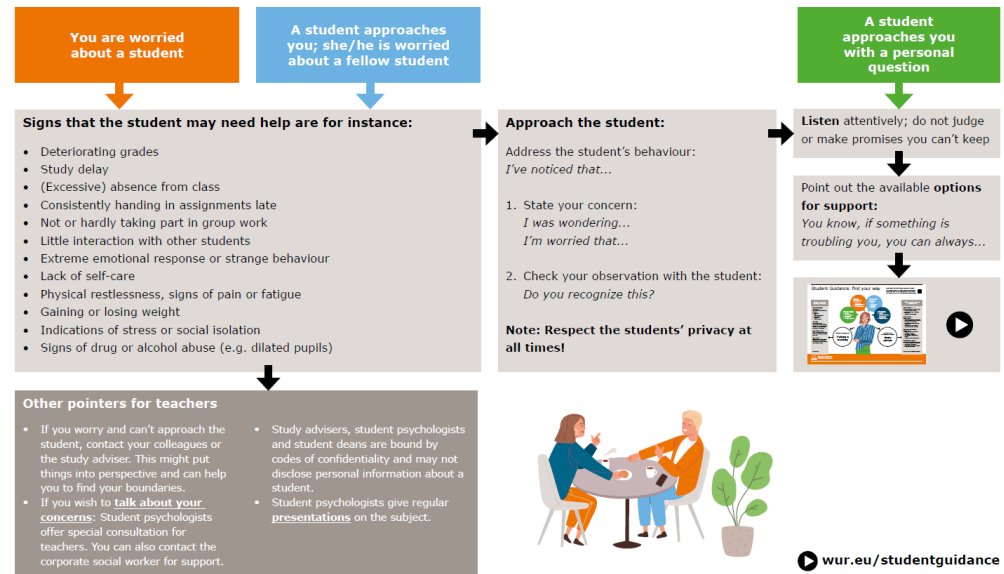 You are worried
about a student
A student approaches
you; she/he is worried
about a fellow student
A student
approaches you
with a personal
question
Signs that the student may need help are for instance:
• Deteriorating grades
• Study delay
• (Excessive) absence from class
• Consistently handing in assignments late
• Not or hardly taking part in group work
• Little interaction with other students
• Extreme emotional response or strange behaviour
• Lack of self-care
• Physical restlessness, signs of pain or fatigue
• Gaining or losing weight
• Indications of stress or social isolation
• Signs of drug or alcohol abuse (e.g. dilated pupils)
Approach the student:
Address the student's behaviour:
I've noticed that...
1. State your concern:
I was wondering...
I'm worried that...
2. Check your observation with the student:
Do you recognize this?
Note: Respect the students' privacy at
all times!
Listen attentively; do not judge
or make promises you can't keep
Point out the available options
for support:
You know, if something is
troubling you, you can always...
Student Guidance: find your way
Other pointers for teachers
• If you worry and can't approach the
student, contact your colleagues or
the study adviser. This might put
things into perspective and can help
you to find your boundaries.
• If you wish to talk about your
concerns: Student psychologists
offer special consultation for
teachers. You can also contact the
corporate social worker for support.
• Study advisers, student psychologists
and student deans are bound by
codes of confidentiality and may not
disclose personal information about a
student.
• Student psychologists give regular
presentations on the subject.
wur.eu/studentguidance